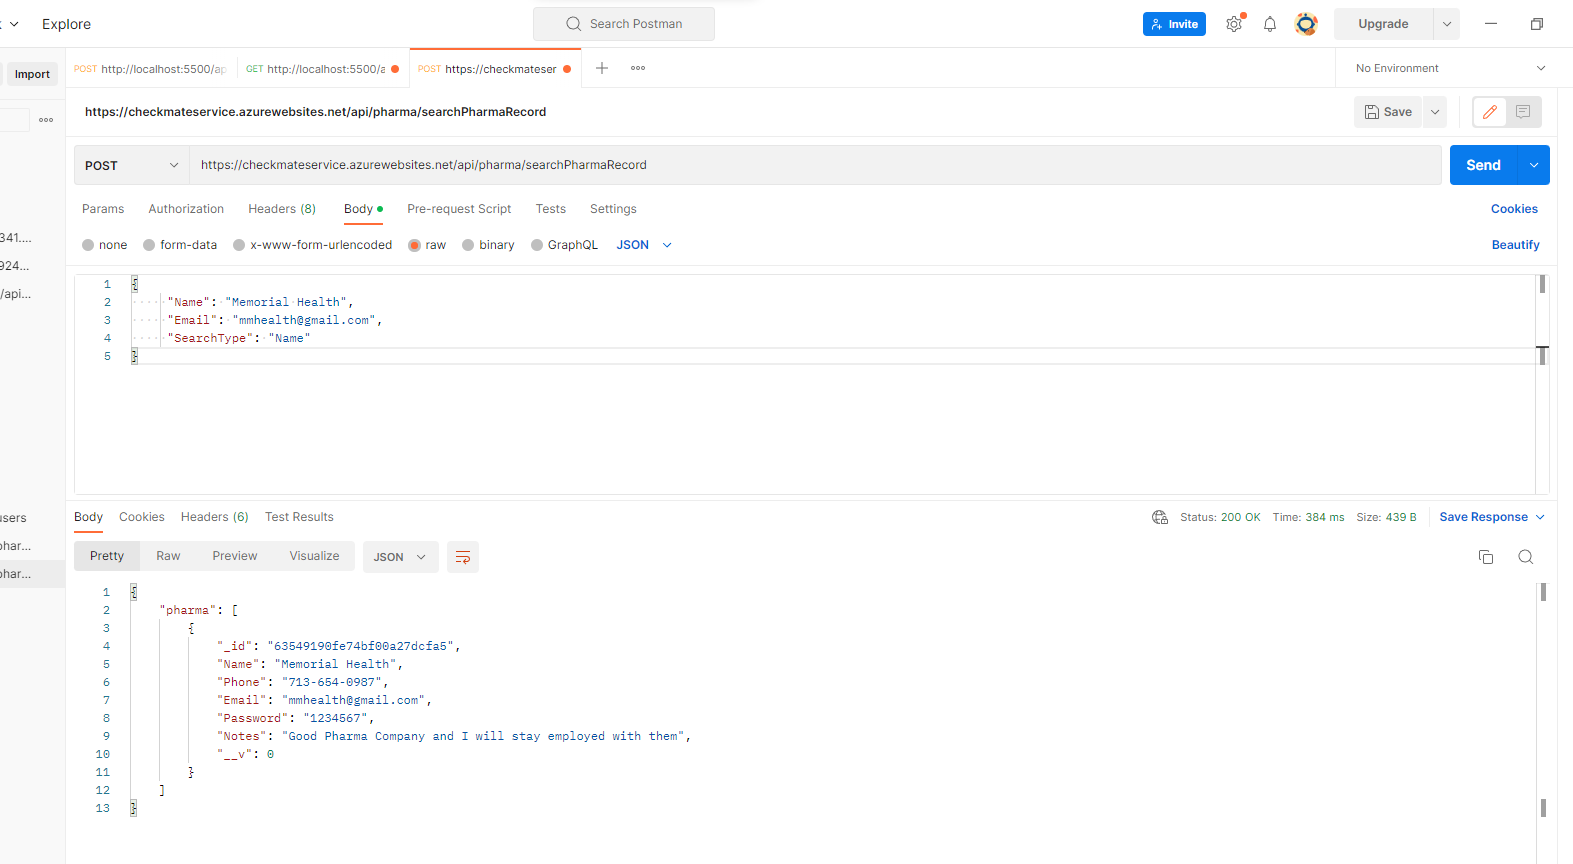 Explore
Search Postman
Invite
Upgrade
Import
POST http://localhost:5500/ap
GET http://localhost:5500/a
POST https://checkmateser
No Environment
https://checkmateservice.azurewebsites.net/api/pharma/searchPharmaRecord
Save
POST
https://checkmateservice.azurewebsites.net/api/pharma/searchPharmaRecord
Send
Params Authorization Headers (8) Body Pre-request Script Tests Settings
Cookies
none form-data x-www-form-urlencoded raw binary GraphQL JSON
Beautify
341....
924...
/api...
users
phar...
phar...
1 {
2 "Name": "Memorial Health",
3 "Email": "mmhealth@gmail.com",
4 "SearchType": "Name"
5 }
Body Cookies Headers (6) Test Results
Status: 200 OK Time: 384 ms Size: 439 B
Save Response
Pretty Raw Preview Visualize JSON
1 {
2 "pharma": [
3 {
4 "_id": "63549190fe74bf00a27dcfa5",
5 "Name": "Memorial Health",
6 "Phone": "713-654-0987",
7 "Email": "mmhealth@gmail.com",
8 "Password": "1234567",
9 "Notes": "Good Pharma Company and I will stay employed with them",
10 "__v": 0
11 }
12 ]
13 }